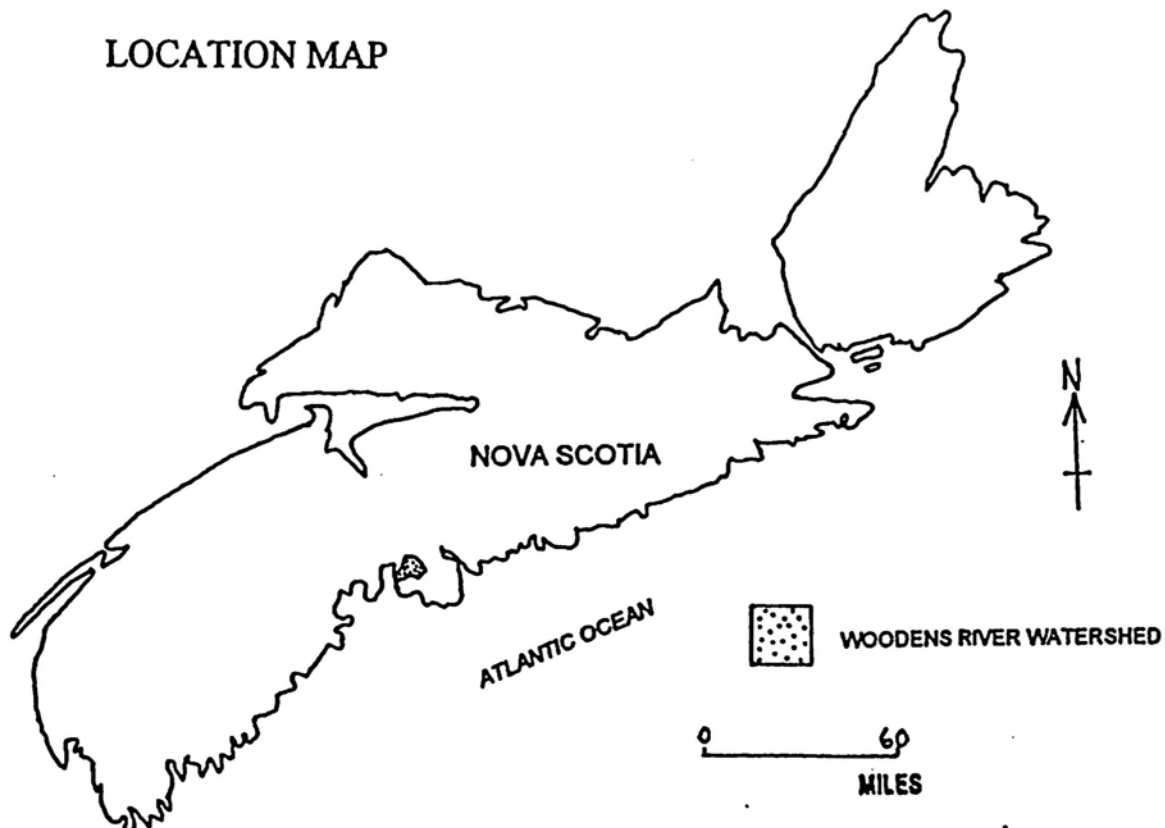 LOCATION MAP
N
NOVA SCOTIA
ATLANTIC OCEAN
WOODENS RIVER WATERSHED
0 60
MILES